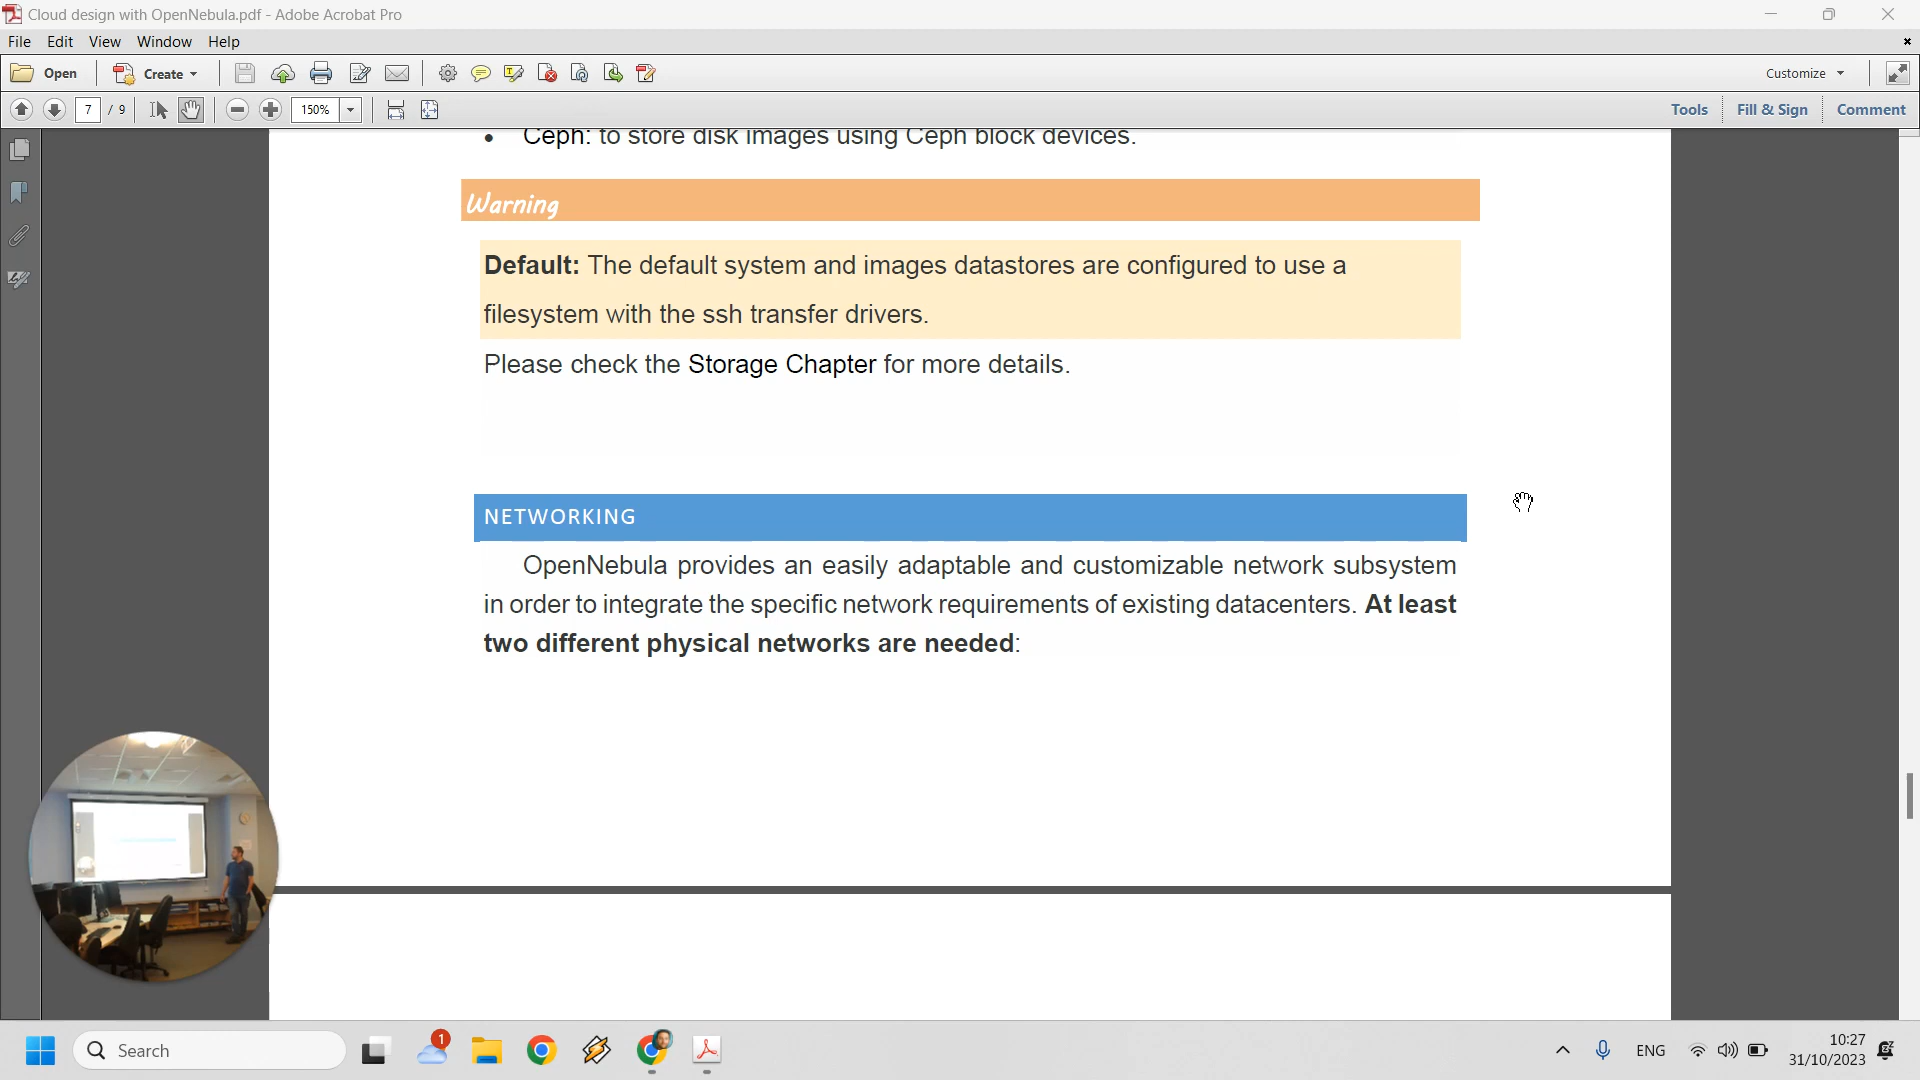 Cloud design with OpenNebula.pdf - Adobe Acrobat Pro
File Edit View Window Help
Open Create Customize
7 / 9 150% Tools Fill & Sign Comment
• Ceph: to store disk images using Ceph block devices.
Warning
Default: The default system and images datastores are configured to use a
filesystem with the ssh transfer drivers.
Please check the Storage Chapter for more details.
NETWORKING
OpenNebula provides an easily adaptable and customizable network subsystem
in order to integrate the specific network requirements of existing datacenters. At least
two different physical networks are needed:
Search 1 ENG 10:27
31/10/2023